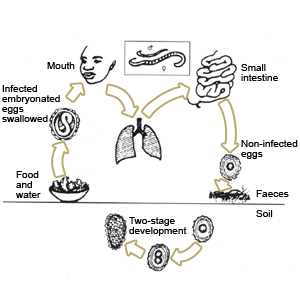 Mouth
Small
intestine
Infected
embryonated
eggs
swallowed
Non-infected
eggs
Food
and
water
Faeces
Soil
Two-stage
development